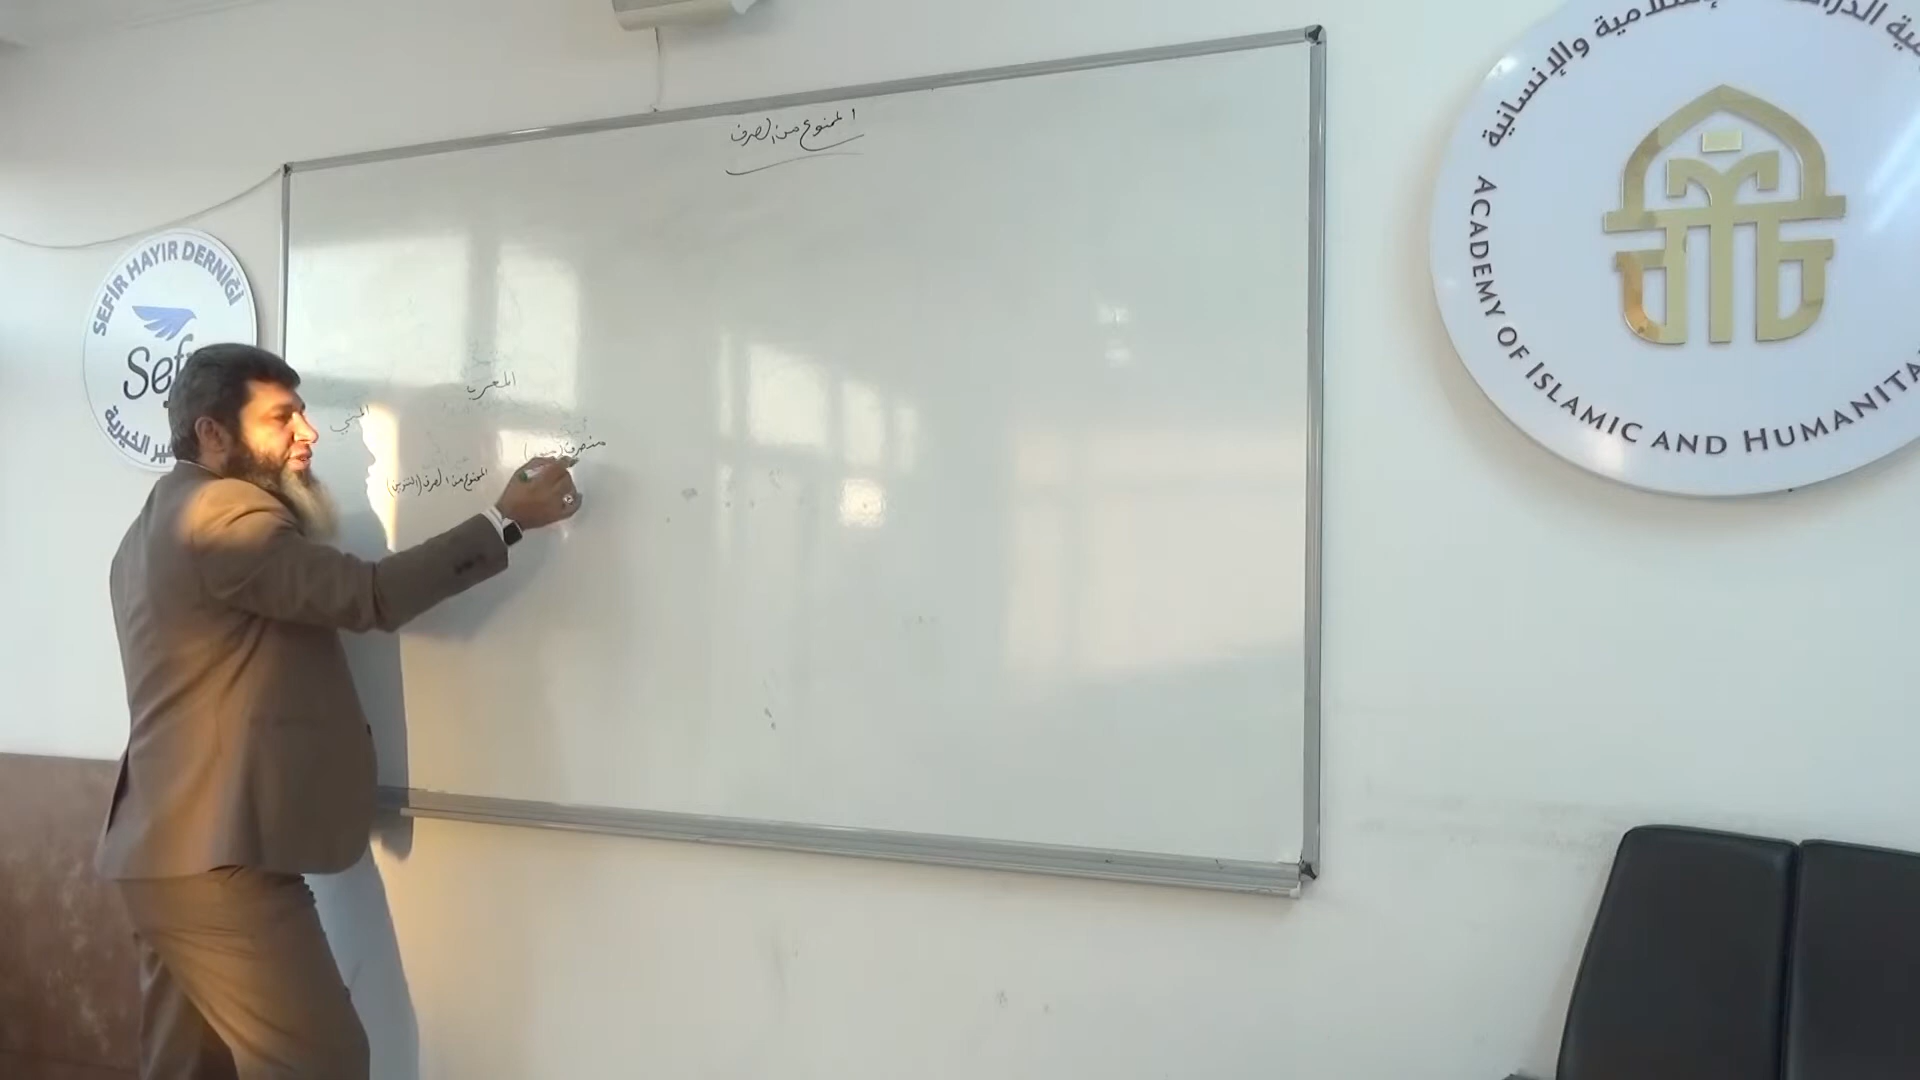 الممنوع من الصرف
المعرب
المبني
منصرف (
الممنوع من الصرف (التنوين)
SEFİR HAYIR DERNEĞİ
Sef
الخيرية
الإسلامية والإنسانية
ACADEMY OF ISLAMIC AND HUMANITA